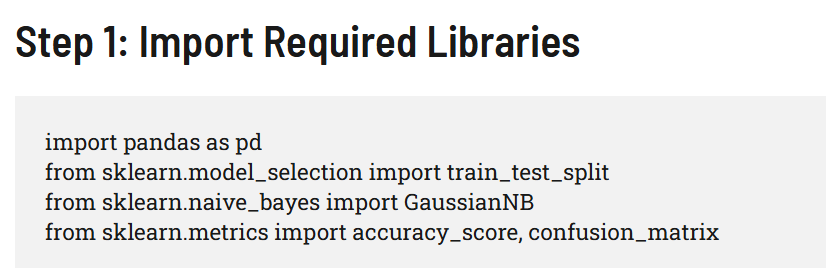 Step 1: Import Required Libraries
import pandas as pd
from sklearn.model_selection import train_test_split
from sklearn.naive_bayes import GaussianNB
from sklearn.metrics import accuracy_score, confusion_matrix